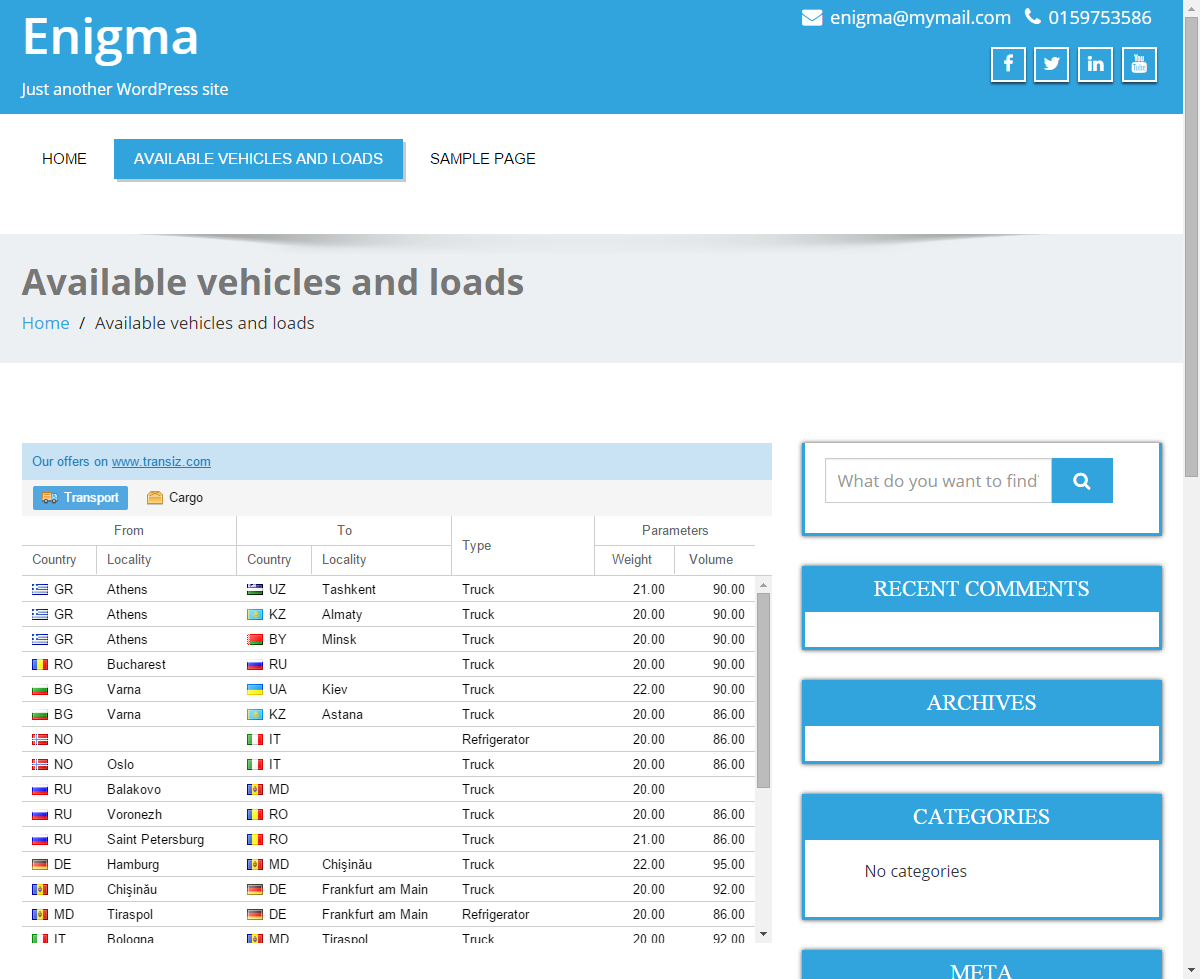 Enigma
Just another WordPress site
enigma@mymail.com 0159753586
HOME AVAILABLE VEHICLES AND LOADS SAMPLE PAGE
Available vehicles and loads
Home / Available vehicles and loads
Our offers on www.transiz.com
Transport Cargo
From To Type Parameters
Country Locality Country Locality Weight Volume
GR Athens UZ Tashkent Truck 21.00 90.00
GR Athens KZ Almaty Truck 20.00 90.00
GR Athens BY Minsk Truck 20.00 90.00
RO Bucharest RU Truck 20.00 90.00
BG Varna UA Kiev Truck 22.00 90.00
BG Varna KZ Astana Truck 20.00 86.00
NO IT Refrigerator 20.00 86.00
NO Oslo IT Truck 20.00 86.00
RU Balakovo MD Truck 20.00
RU Voronezh RO Truck 20.00 86.00
RU Saint Petersburg RO Truck 21.00 86.00
DE Hamburg MD Chişinău Truck 22.00 95.00
MD Chişinău DE Frankfurt am Main Truck 20.00 92.00
MD Tiraspol DE Frankfurt am Main Refrigerator 20.00 86.00
IT Bologna MD Tiraspol Truck 20.00 92.00
What do you want to find?
RECENT COMMENTS
ARCHIVES
CATEGORIES
No categories
META